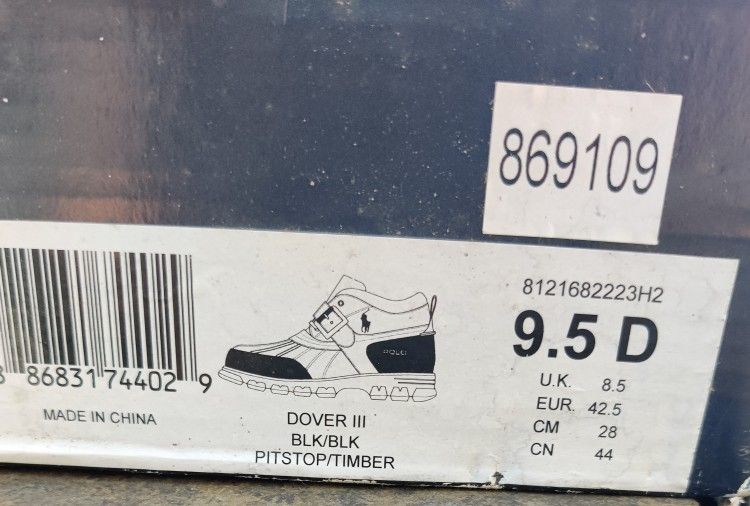 869109
8121682223H2
9.5 D
U.K. 8.5
EUR. 42.5
CM 28
CN 44
POLO
8 86831 74402 9
MADE IN CHINA
DOVER III
BLK/BLK
PITSTOP/TIMBER